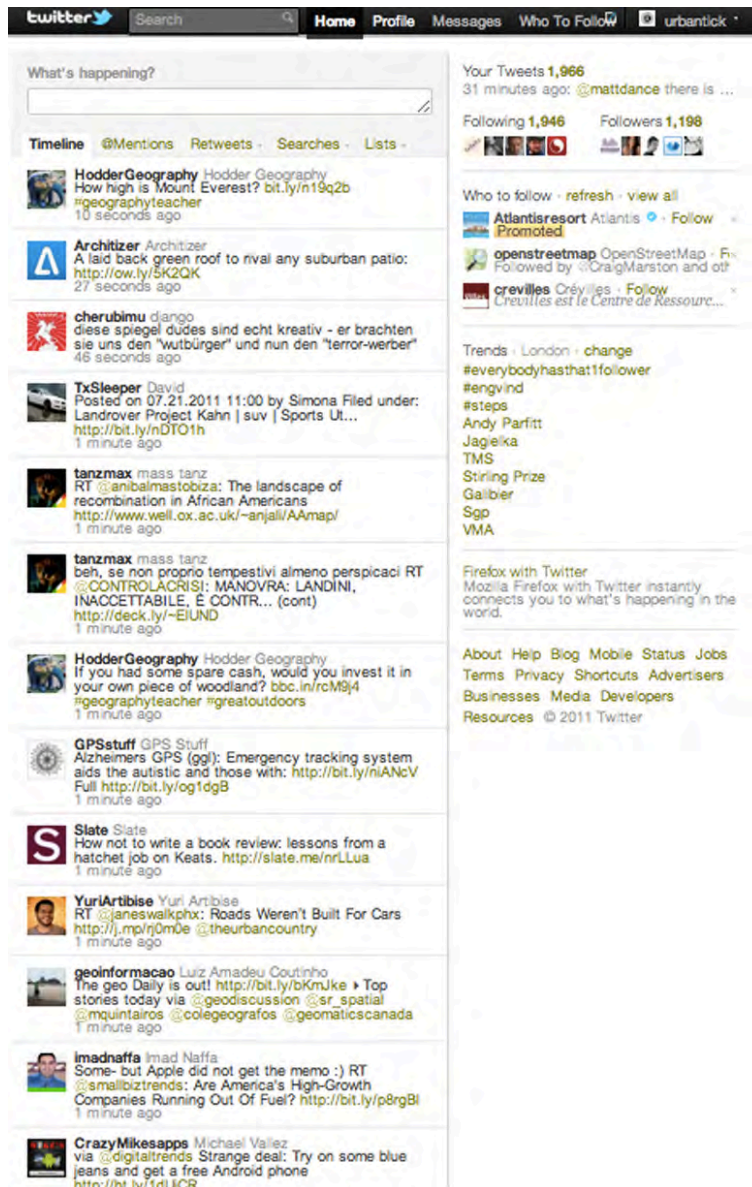 twitter Search Home Profile Messages Who To Follow urbantick
What's happening?
Timeline @Mentions Retweets Searches Lists
HodderGeography Hodder Geography
How high is Mount Everest? bit.ly/n19q2b
#geographyteacher
10 seconds ago
Architizer Architizer
A laid back green roof to rival any suburban patio:
http://ow.ly/5K2QK
27 seconds ago
cherubimu django
diese spiegel dudes sind echt kreativ - er brachten
sie uns den "wutbürger" und nun den "terror-werber"
46 seconds ago
TxSleeper David
Posted on 07.21.2011 11:00 by Simona Filed under:
Landrover Project Kahn | suv | Sports Ut...
http://bit.ly/nDTO1h
1 minute ago
tanzmax mass tanz
RT @anibalmastobiza: The landscape of
recombination in African Americans
http://www.well.ox.ac.uk/~anjali/AAmap/
1 minute ago
tanzmax mass tanz
beh, se non proprio tempestivi almeno perspicaci RT
@CONTROLACRISI: MANOVRA: LANDINI,
INACCETTABILE, É CONTR... (cont)
http://deck.ly/~EIUND
1 minute ago
HodderGeography Hodder Geography
If you had some spare cash, would you invest it in
your own piece of woodland? bbc.in/rcM9j4
#geographyteacher #greatoutdoors
1 minute ago
GPSstuff GPS Stuff
Alzheimers GPS (ggl): Emergency tracking system
aids the autistic and those with: http://bit.ly/niANcV
Full http://bit.ly/og1dgB
1 minute ago
S
Slate Slate
How not to write a book review: lessons from a
hatchet job on Keats. http://slate.me/nrLLua
1 minute ago
YuriArtibise Yuri Artibise
RT @janeswalkphx: Roads Weren't Built For Cars
http://j.mp/rj0m0e @theurbancountry
1 minute ago
geoinformacao Luiz Amadeu Coutinho
The geo Daily is out! http://bit.ly/bKmJke ▸ Top
stories today via @geodiscussion @sr_spatial
@mquintairos @colegeografos @geomaticscanada
1 minute ago
imadnaffa Imad Naffa
Some- but Apple did not get the memo :) RT
@smallbiztrends: Are America's High-Growth
Companies Running Out Of Fuel? http://bit.ly/p8rgBl
1 minute ago
CrazyMikesapps Michael Vallez
via @digitaltrends Strange deal: Try on some blue
jeans and get a free Android phone
Your Tweets 1,966
31 minutes ago: @mattdance there is ...
Following 1,946 Followers 1,198
Who to follow · refresh · view all
Atlantisresort Atlantis · Follow
Promoted
openstreetmap OpenStreetMap ·
Followed by @CraigMarston and
crevilles Crévilles · Follow
Crevilles est le Centre de Ressourc...
Trends · London · change
#everybodyhasthat1follower
#engvind
#steps
Andy Parfitt
Jagielka
TMS
Stirling Prize
Galibier
Sgp
VMA
Firefox with Twitter
Mozilla Firefox with Twitter instantly
connects you to what's happening in the
world.
About Help Blog Mobile Status Jobs
Terms Privacy Shortcuts Advertisers
Businesses Media Developers
Resources © 2011 Twitter